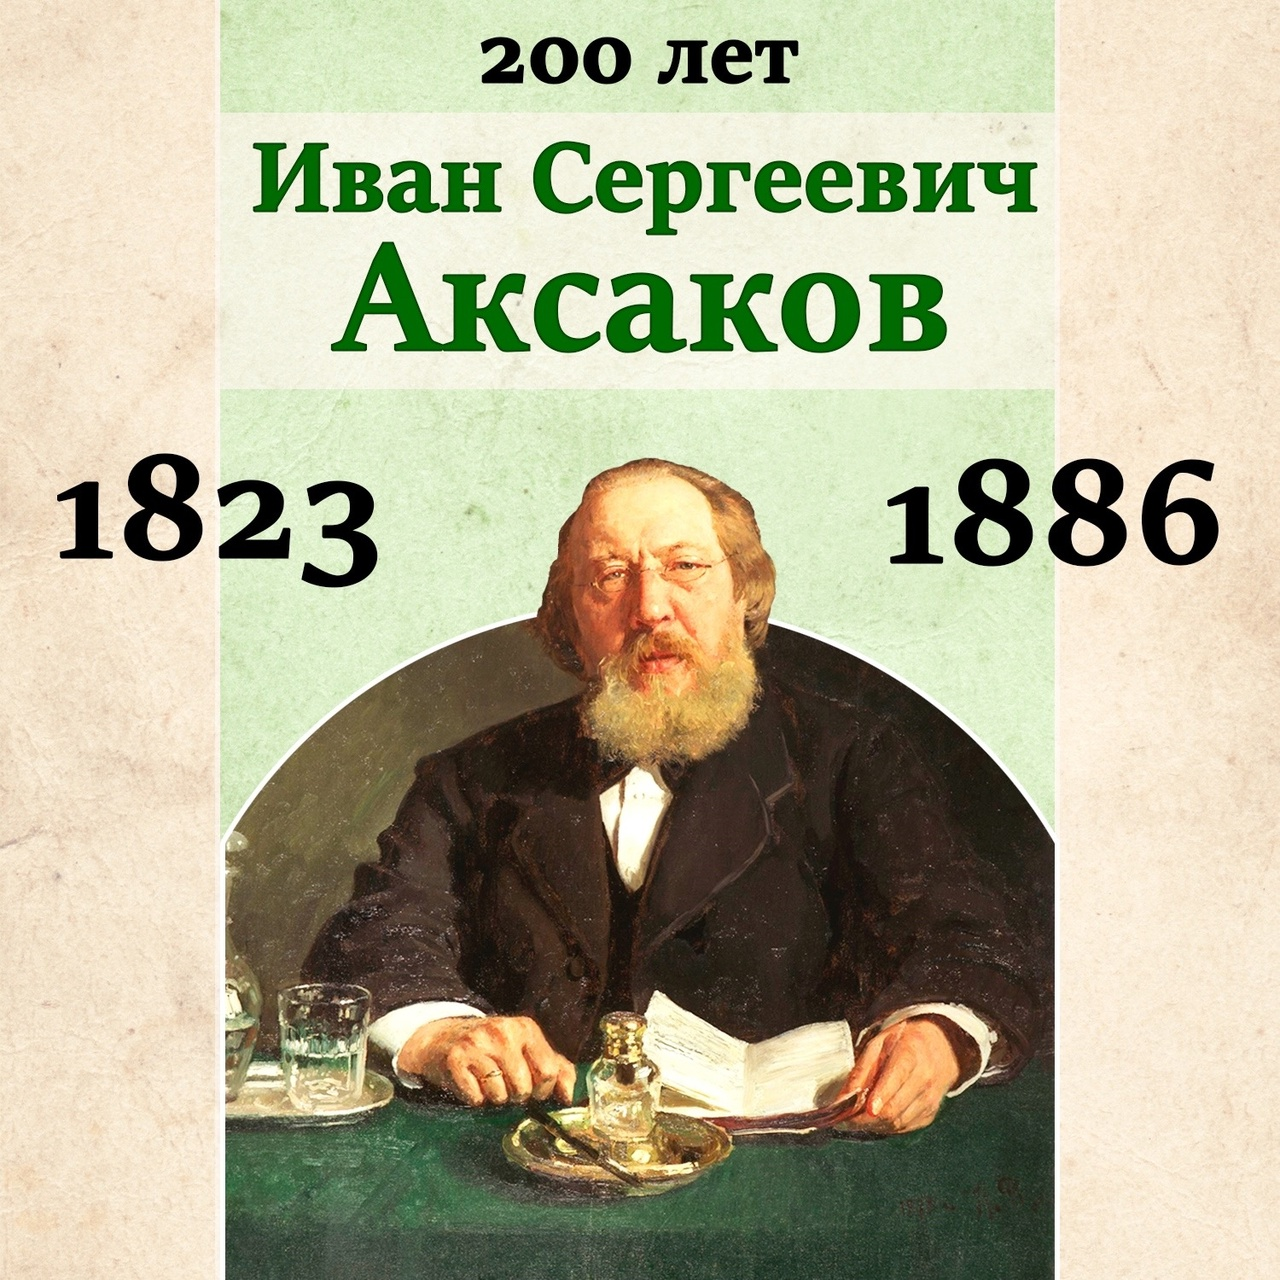 200 лет
Иван Сергеевич
Аксаков
1823
1886